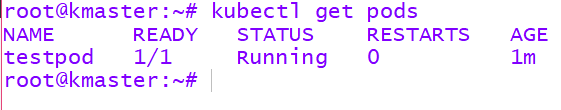 root@kmaster:~# kubectl get pods
NAME READY STATUS RESTARTS AGE
testpod 1/1 Running 0 1m
root@kmaster:~#